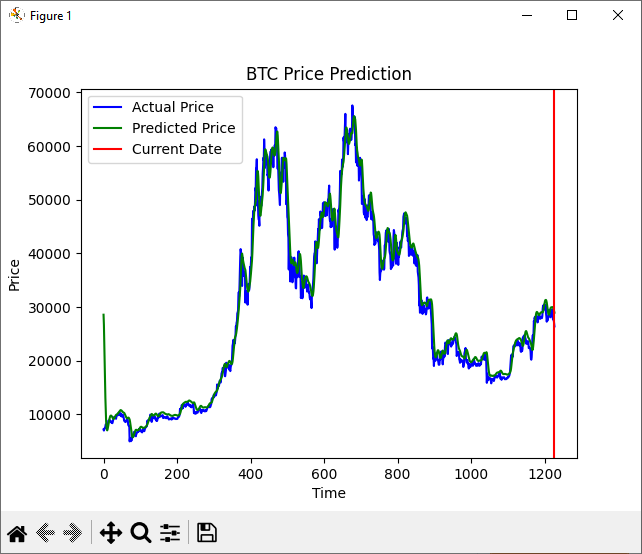 Figure 1
BTC Price Prediction
Actual Price
Predicted Price
Current Date
70000
60000
50000
40000
30000
20000
10000
Price
0 200 400 600 800 1000 1200
Time